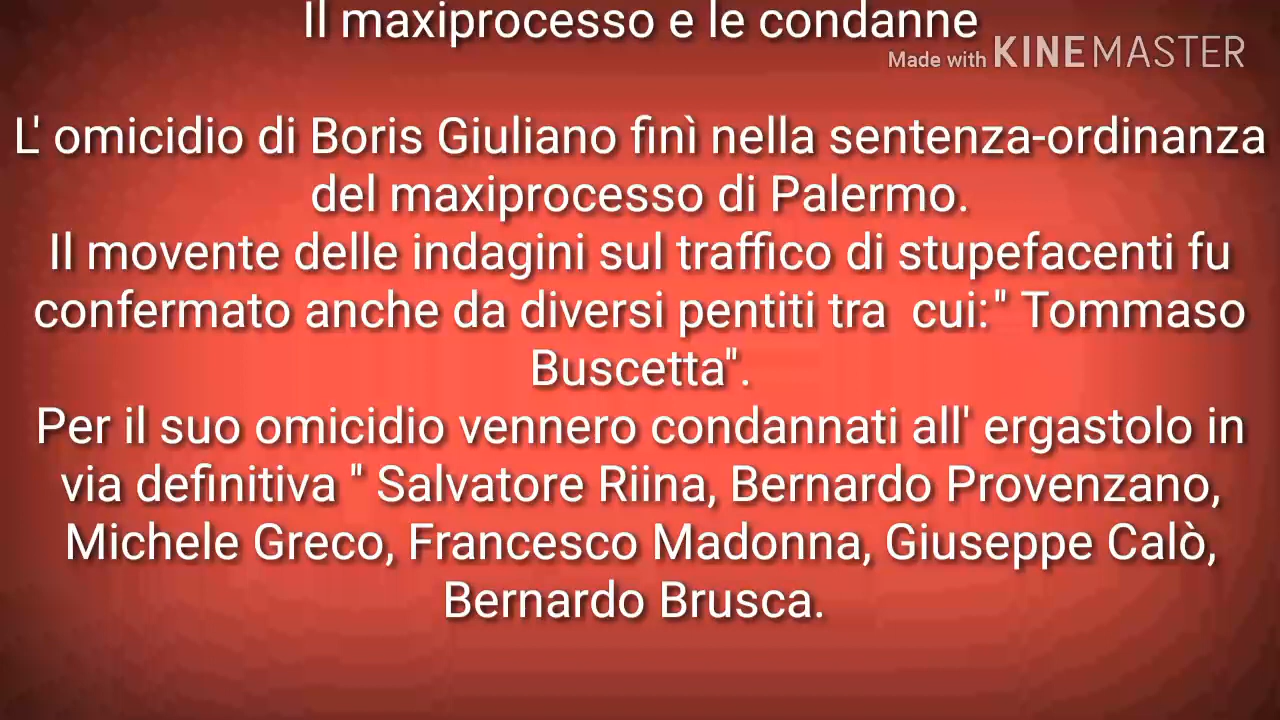 Il maxiprocesso e le condanne
Made with KINEMASTER
L' omicidio di Boris Giuliano finì nella sentenza-ordinanza
del maxiprocesso di Palermo.
Il movente delle indagini sul traffico di stupefacenti fu
confermato anche da diversi pentiti tra  cui:" Tommaso
Buscetta".
Per il suo omicidio vennero condannati all' ergastolo in
via definitiva " Salvatore Riina, Bernardo Provenzano,
Michele Greco, Francesco Madonna, Giuseppe Calò,
Bernardo Brusca.